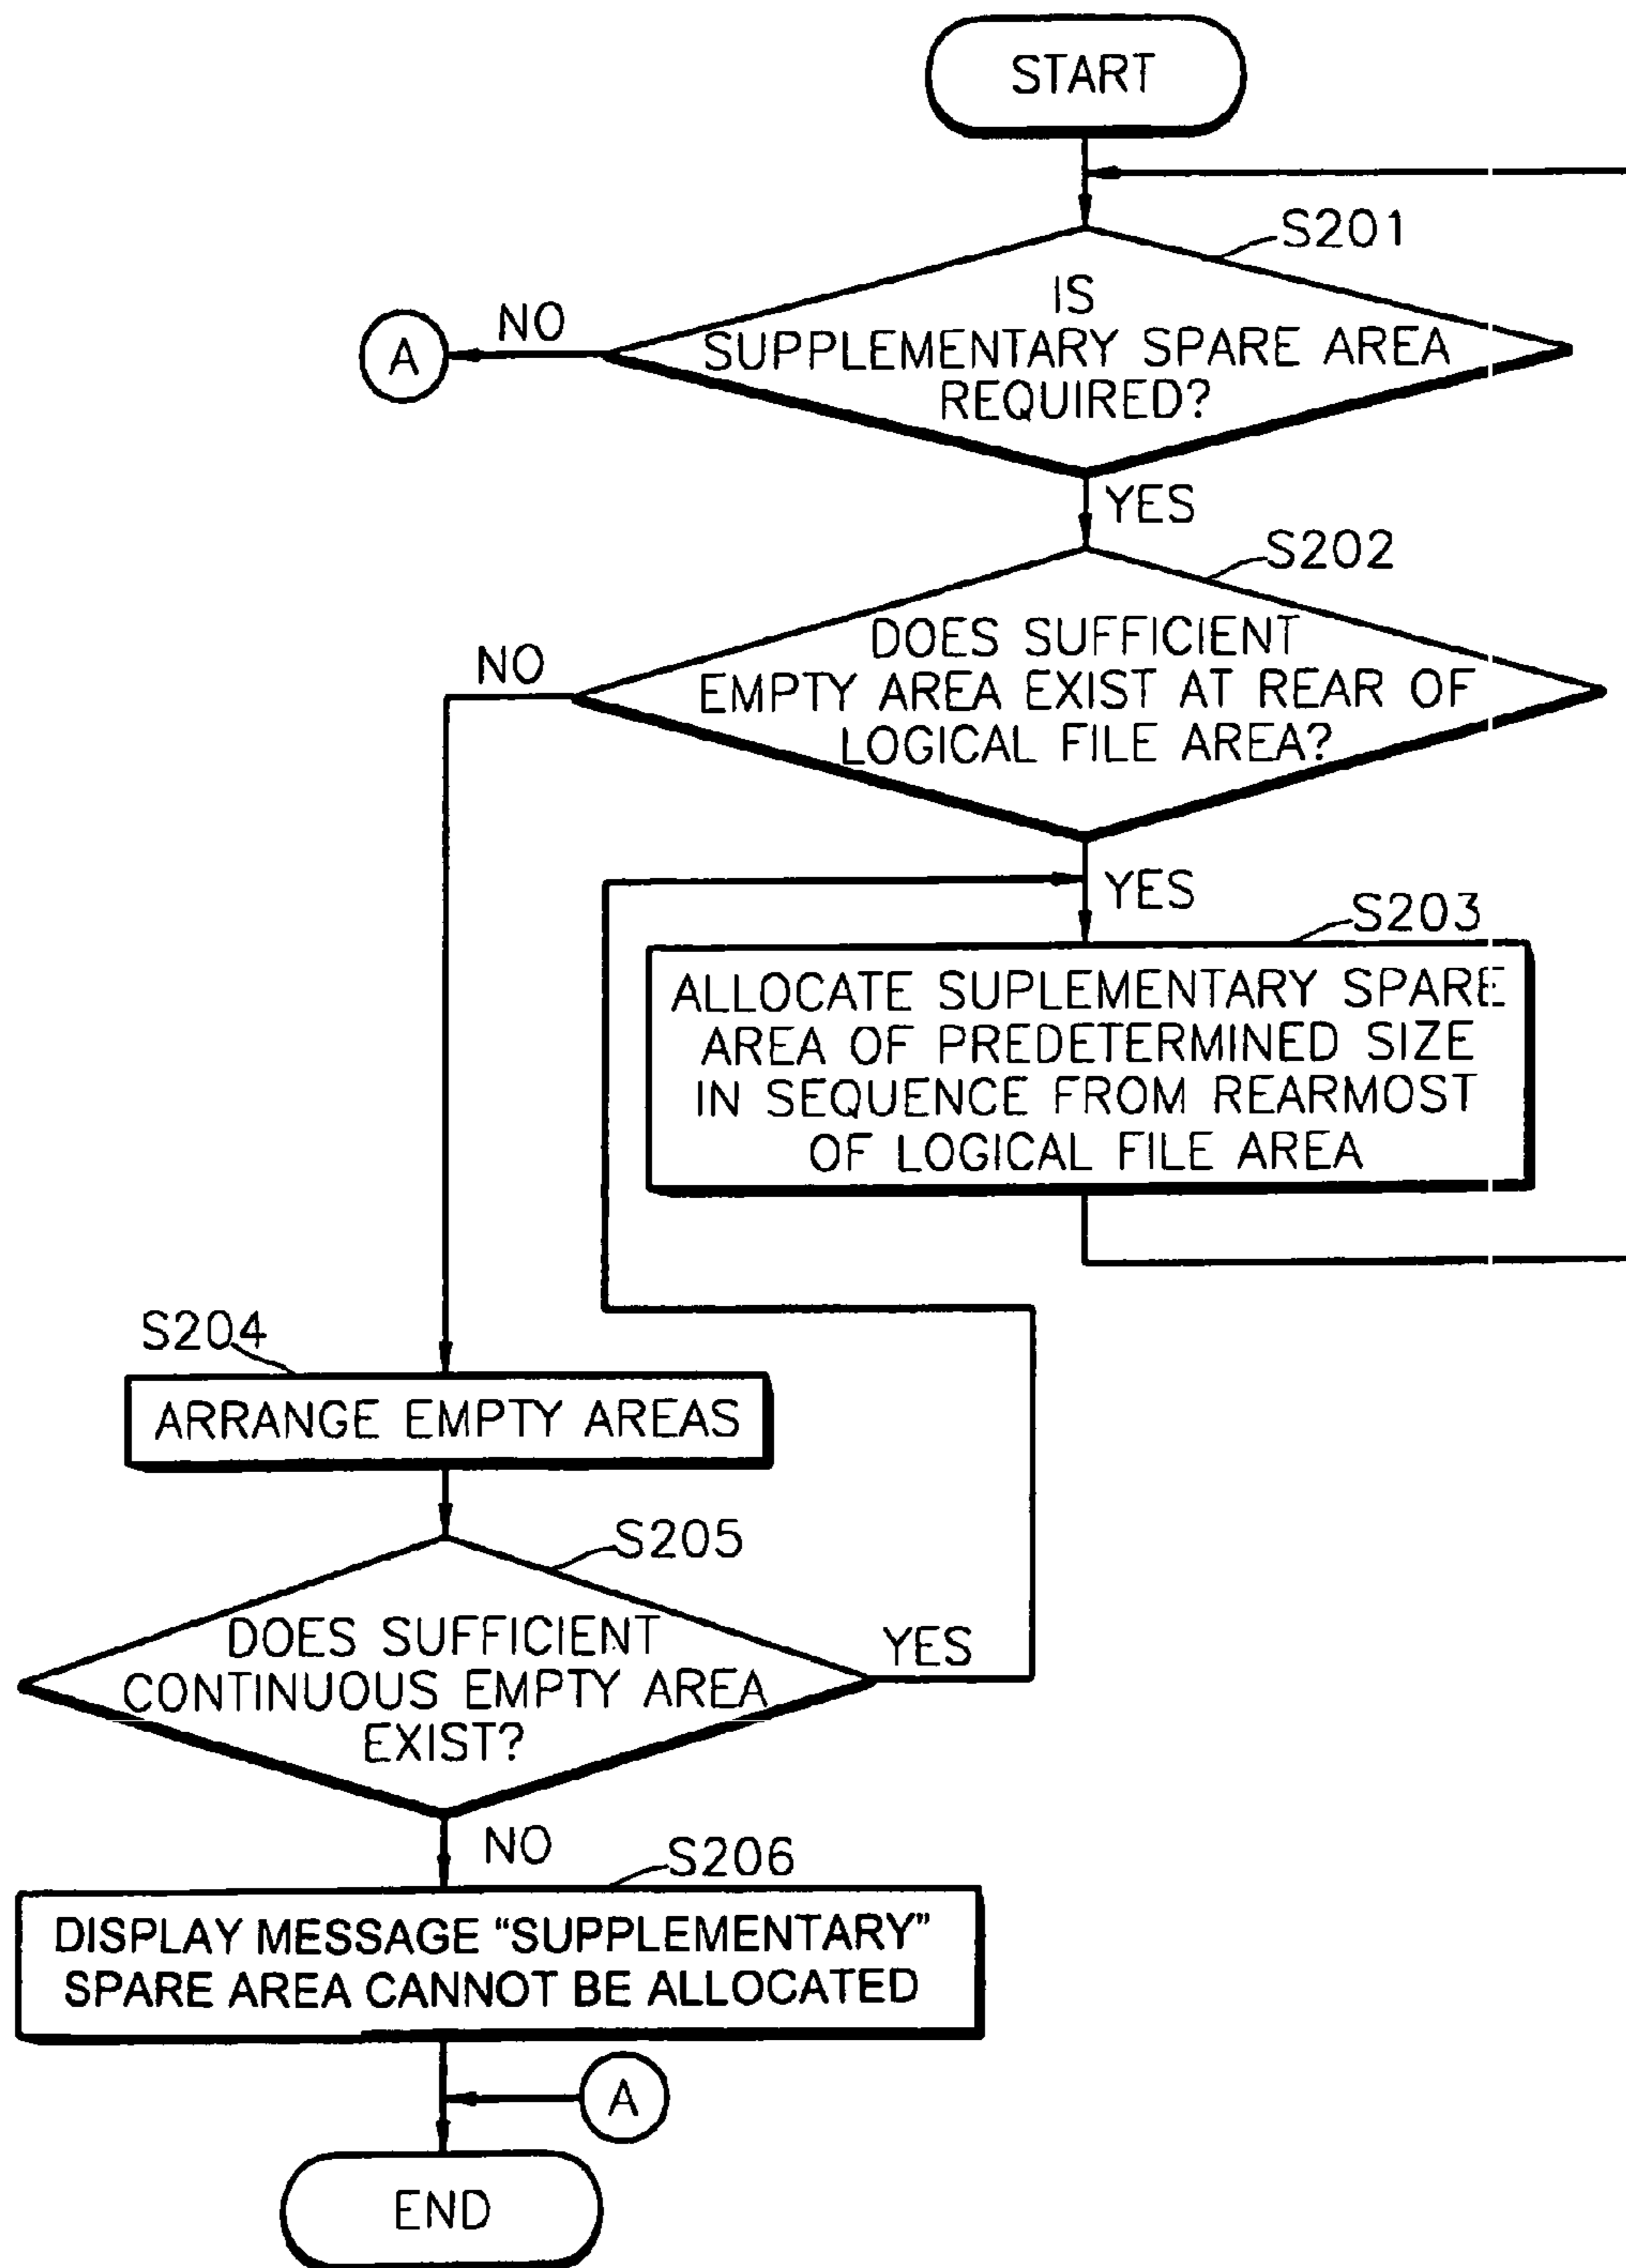 START
S201
IS
SUPPLEMENTARY SPARE AREA
REQUIRED?
NO
A
YES
S202
DOES SUFFICIENT
EMPTY AREA EXIST AT REAR OF
LOGICAL FILE AREA?
NO
YES
S203
ALLOCATE SUPLEMENTARY SPARE
AREA OF PREDETERMINED SIZE
IN SEQUENCE FROM REARMOST
OF LOGICAL FILE AREA
S204
ARRANGE EMPTY AREAS
S205
DOES SUFFICIENT
CONTINUOUS EMPTY AREA
EXIST?
YES
NO
S206
DISPLAY MESSAGE “SUPPLEMENTARY”
SPARE AREA CANNOT BE ALLOCATED
A
END